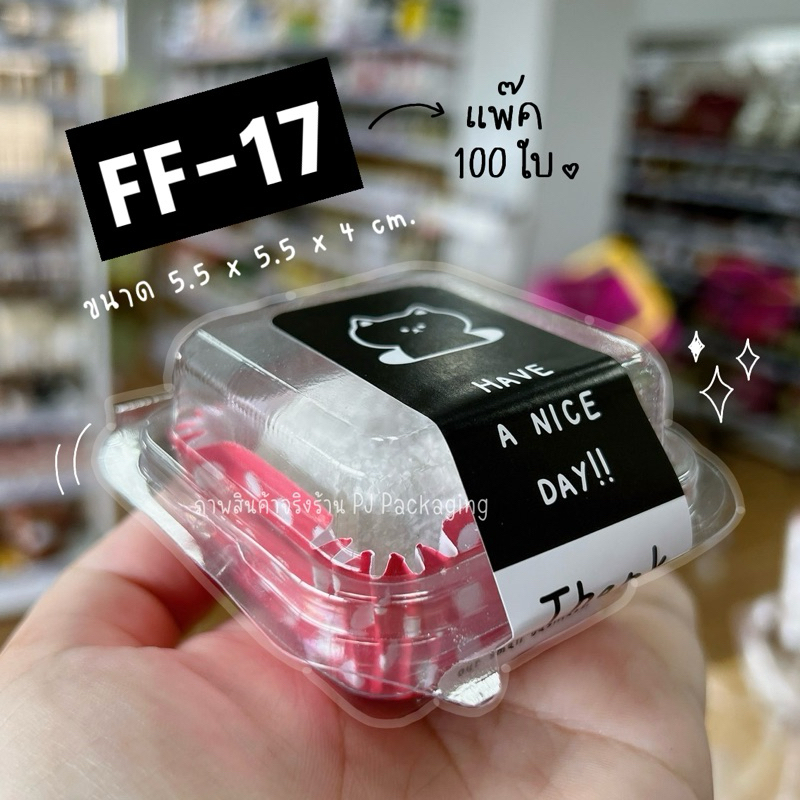 FF-17
แพ๊ค
100 ใบ
ขนาด 5.5 x 5.5 x 4 cm.
HAVE
A NICE
DAY!!
ภาพสินค้าจริงร้าน PJ Packaging
Thank